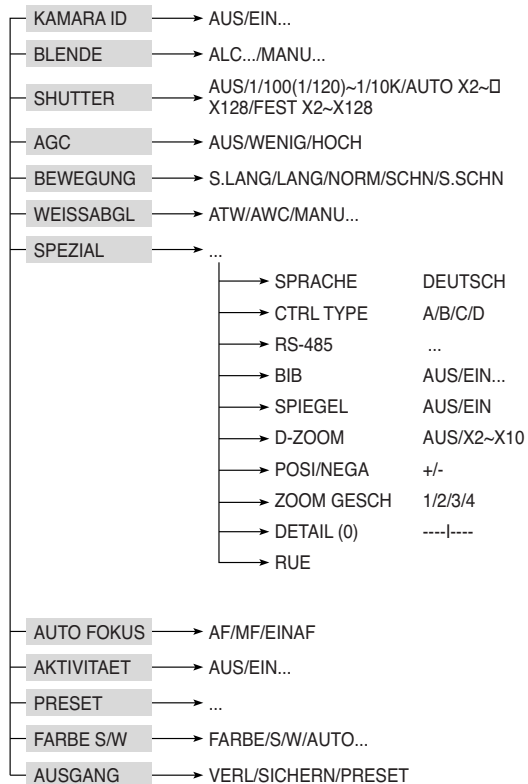 KAMARA ID AUS/EIN...
BLENDE ALC.../MANU...
SHUTTER AUS/1/100(1/120)~1/10K/AUTO X2~
X128/FEST X2~X128
AGC AUS/WENIG/HOCH
BEWEGUNG S.LANG/LANG/NORM/SCHN/S.SCHN
WEISSABGL ATW/AWC/MANU...
SPEZIAL ...
SPRACHE DEUTSCH
CTRL TYPE A/B/C/D
RS-485 ...
BIB AUS/EIN...
SPIEGEL AUS/EIN
D-ZOOM AUS/X2~X10
POSI/NEGA +/-
ZOOM GESCH 1/2/3/4
DETAIL (0) ----I----
RUE
AUTO FOKUS AF/MF/EINAF
AKTIVITAET AUS/EIN...
PRESET ...
FARBE S/W FARBE/S/W/AUTO...
AUSGANG VERL/SICHERN/PRESET